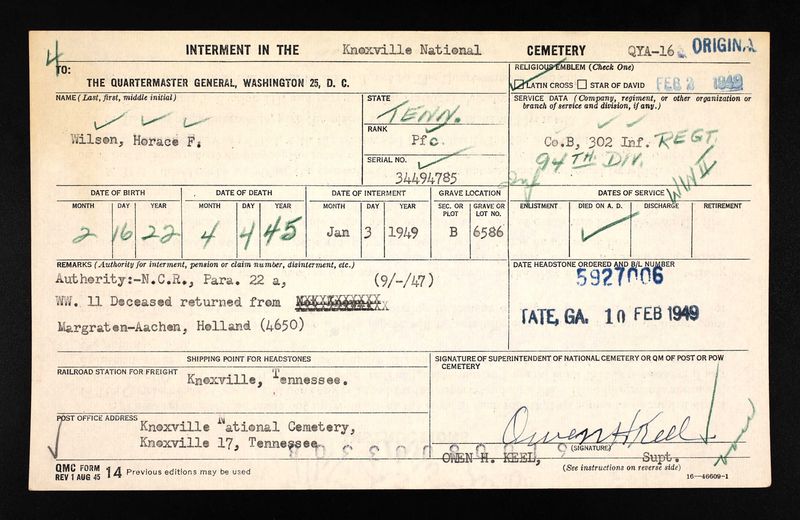 4
INTERMENT IN THE Knoxville National CEMETERY QYA-16 ORIGINA
TO:
THE QUARTERMASTER GENERAL, WASHINGTON 25, D. C.
RELIGIOUS EMBLEM (Check One)
LATIN CROSS STAR OF DAVID FEB 2 1949
NAME (Last, first, middle initial)
Wilson, Horace F.
STATE
TENN.
RANK
Pfc.
SERIAL NO.
34494785
SERVICE DATA (Company, regiment, or other organization or branch of service and division, if any.)
Co.B, 302 Inf. REGT.
94TH DIV.
Inf
WW II
DATE OF BIRTH DATE OF DEATH DATE OF INTERMENT GRAVE LOCATION DATES OF SERVICE
MONTH DAY YEAR MONTH DAY YEAR MONTH DAY YEAR SEC. OR PLOT GRAVE OR LOT NO. ENLISTMENT DIED ON A. D. DISCHARGE RETIREMENT
2 16 22 4 4 45 Jan 3 1949 B 6586
REMARKS (Authority for interment, pension or claim number, disinterment, etc.)
Authority:-N.C.R., Para. 22 a, (9/-/47)
WW. 11 Deceased returned from
Margraten-Aachen, Holland (4650)
DATE HEADSTONE ORDERED AND B/L NUMBER
5927006
TATE, GA. 10 FEB 1949
SHIPPING POINT FOR HEADSTONES
RAILROAD STATION FOR FREIGHT
Knoxville, Tennessee.
POST OFFICE ADDRESS
Knoxville National Cemetery,
Knoxville 17, Tennessee
SIGNATURE OF SUPERINTENDENT OF NATIONAL CEMETERY OR QM OF POST OR POW CEMETERY
Owen H Keel
(SIGNATURE)
OWEN H. KEEL, Supt.
(See instructions on reverse side)
QMC FORM
REV 1 AUG 45 14 Previous editions may be used
16—46609-1